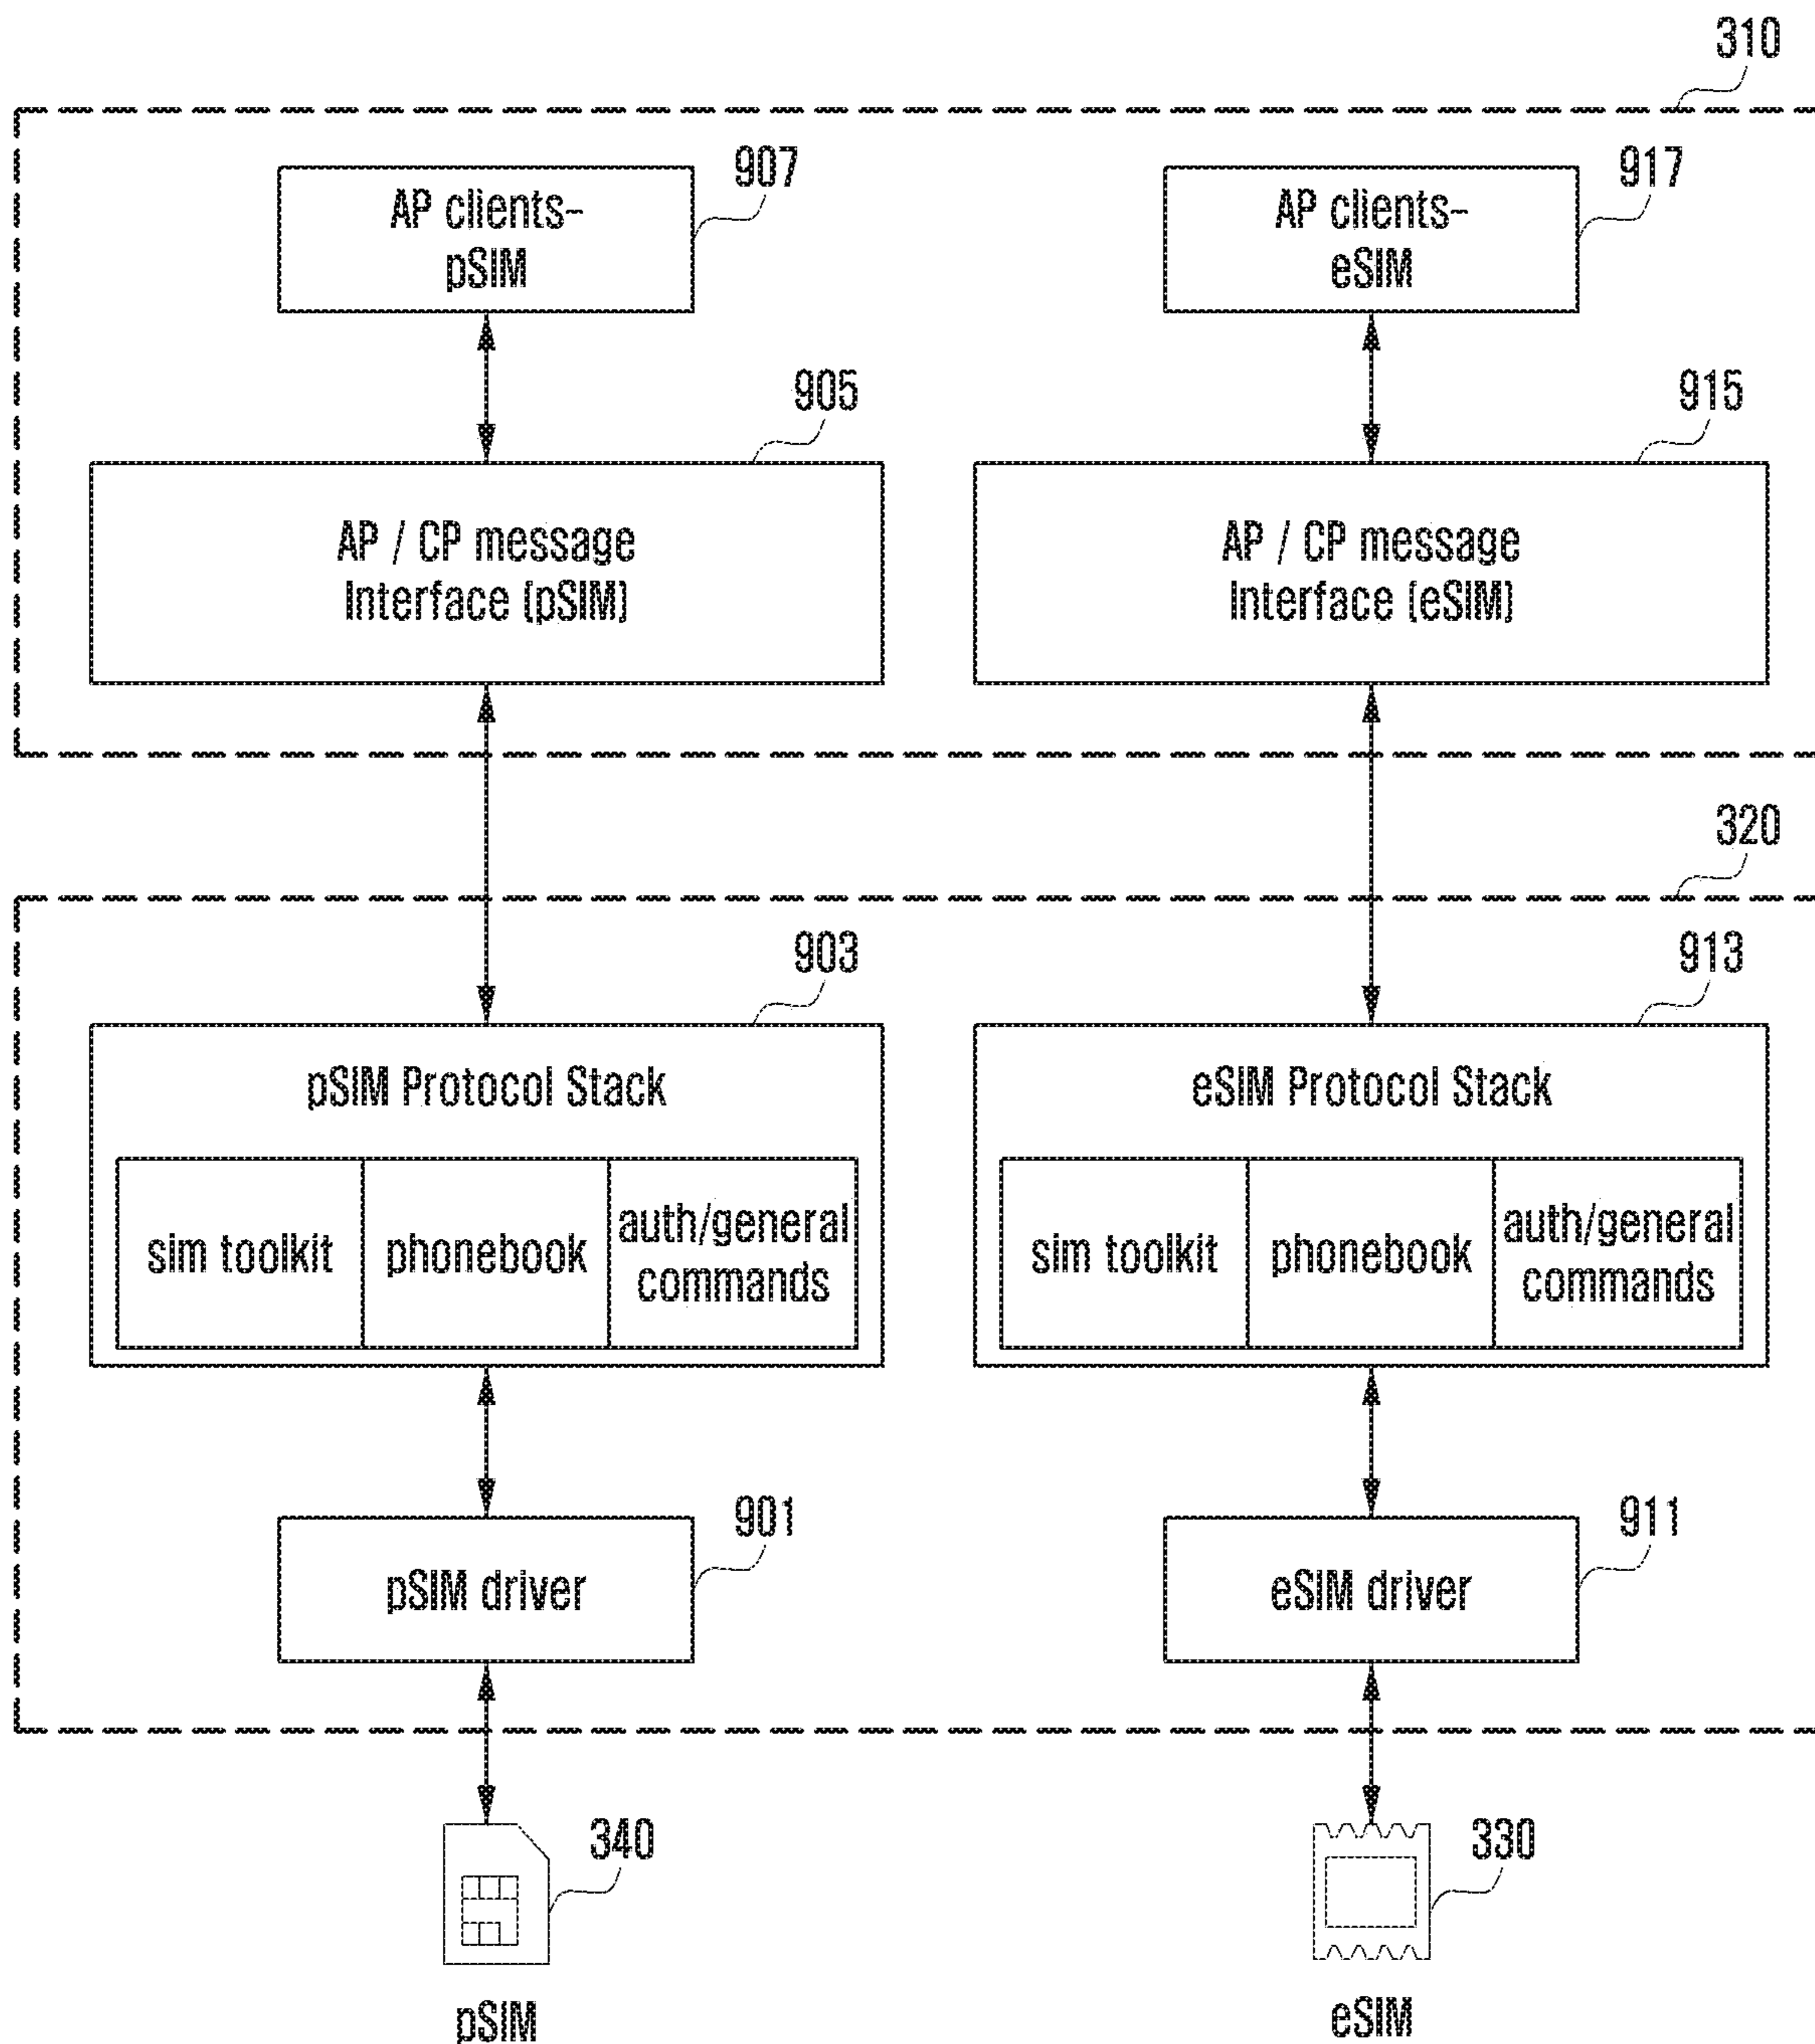 310
907
917
AP clients-
pSIM
AP clients-
eSIM
905
915
AP / CP message
Interface (pSIM)
AP / CP message
Interface (eSIM)
320
903
913
pSIM Protocol Stack
eSIM Protocol Stack
sim toolkit
phonebook
auth/general
commands
sim toolkit
phonebook
auth/general
commands
901
911
pSIM driver
eSIM driver
340
330
pSIM
eSIM